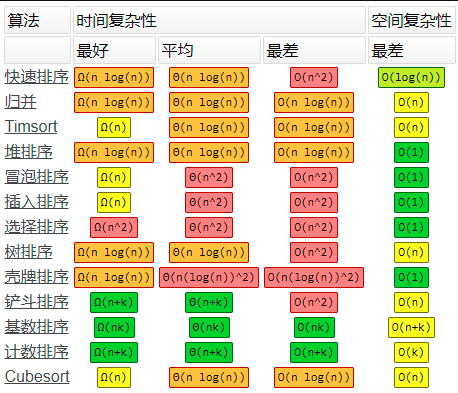 算法 时间复杂性 空间复杂性
最好 平均 最差 最差
快速排序 Ω(n log(n)) Θ(n log(n)) O(n^2) O(log(n))
归并 Ω(n log(n)) Θ(n log(n)) O(n log(n)) O(n)
Timsort Ω(n) Θ(n log(n)) O(n log(n)) O(n)
堆排序 Ω(n log(n)) Θ(n log(n)) O(n log(n)) O(1)
冒泡排序 Ω(n) Θ(n^2) O(n^2) O(1)
插入排序 Ω(n) Θ(n^2) O(n^2) O(1)
选择排序 Ω(n^2) Θ(n^2) O(n^2) O(1)
树排序 Ω(n log(n)) Θ(n log(n)) O(n^2) O(n)
壳牌排序 Ω(n log(n)) Θ(n(log(n))^2) O(n(log(n))^2) O(1)
铲斗排序 Ω(n+k) Θ(n+k) O(n^2) O(n)
基数排序 Ω(nk) Θ(nk) O(nk) O(n+k)
计数排序 Ω(n+k) Θ(n+k) O(n+k) O(k)
Cubesort Ω(n) Θ(n log(n)) O(n log(n)) O(n)